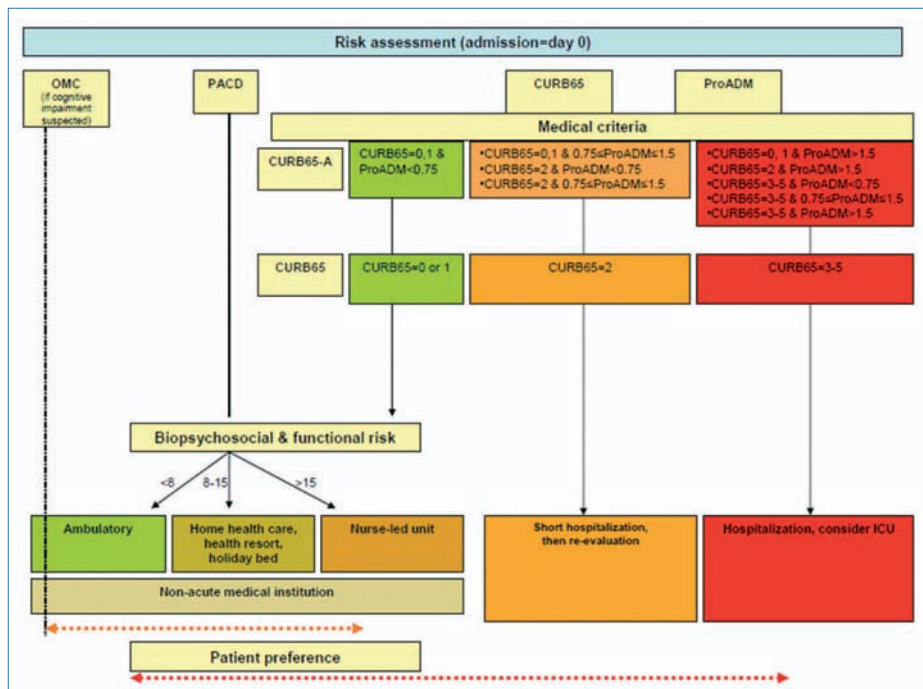 Risk assessment (admission=day 0)
OMC
(if cognitive
impairment
suspected)
PACD
CURB65
ProADM
Medical criteria
CURB65-A
CURB65=0,1 &
ProADM<0.75
•CURB65=0,1 & 0.75≤ProADM≤1.5
•CURB65=2 & ProADM<0.75
•CURB65=2 & 0.75≤ProADM≤1.5
•CURB65=0, 1 & ProADM>1.5
•CURB65=2 & ProADM>1.5
•CURB65=3-5 & ProADM<0.75
•CURB65=3-5 & 0.75≤ProADM≤1.5
•CURB65=3-5 & ProADM>1.5
CURB65
CURB65=0 or 1
CURB65=2
CURB65=3-5
Biopsychosocial & functional risk
<8
8-15
>15
Ambulatory
Home health care,
health resort,
holiday bed
Nurse-led unit
Short hospitalization,
then re-evaluation
Hospitalization, consider ICU
Non-acute medical institution
Patient preference